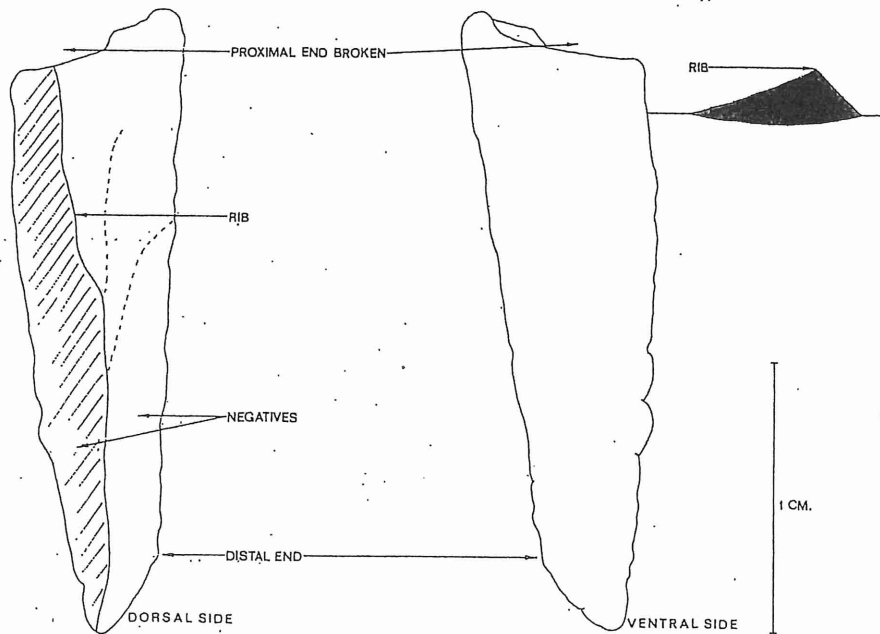 PROXIMAL END BROKEN
RIB
RIB
NEGATIVES
1 CM.
DISTAL END
DORSAL SIDE
VENTRAL SIDE